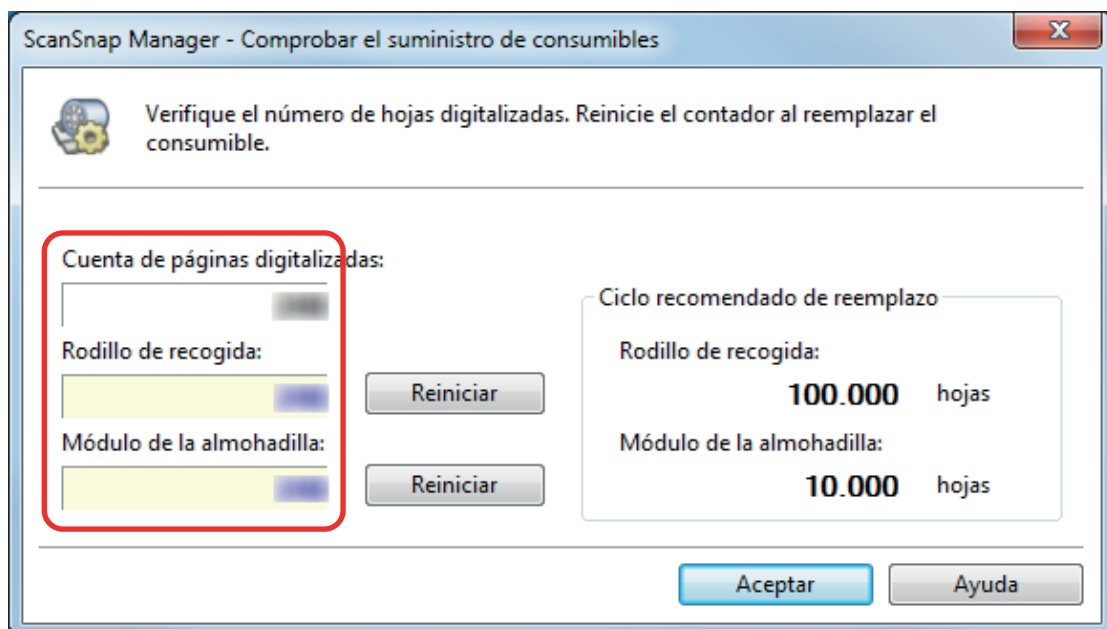 ScanSnap Manager - Comprobar el suministro de consumibles
Verifique el número de hojas digitalizadas. Reinicie el contador al reemplazar el
consumible.
Cuenta de páginas digitalizadas:
Rodillo de recogida:
Reiniciar
Módulo de la almohadilla:
Reiniciar
Ciclo recomendado de reemplazo
Rodillo de recogida:
100.000 hojas
Módulo de la almohadilla:
10.000 hojas
Aceptar
Ayuda